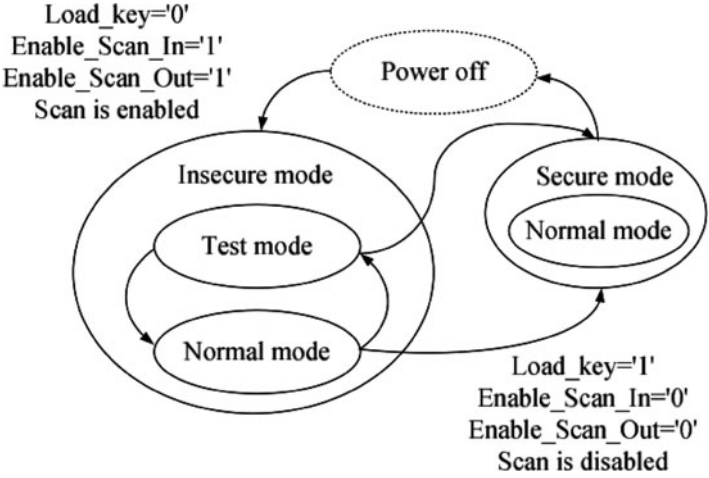 Load_key='0'
Enable_Scan_In='1'
Enable_Scan_Out='1'
Scan is enabled
Power off
Insecure mode
Test mode
Normal mode
Secure mode
Normal mode
Load_key='1'
Enable_Scan_In='0'
Enable_Scan_Out='0'
Scan is disabled